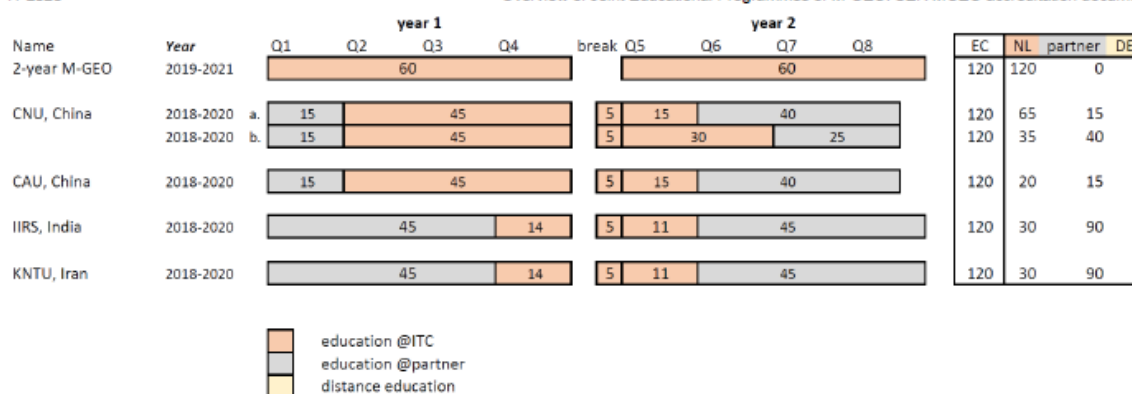 year 1 year 2
Name Year Q1 Q2 Q3 Q4 break Q5 Q6 Q7 Q8 EC NL partner DE
2-year M-GEO 2019-2021 60 60 120 120 0
CNU, China 2018-2020 a. 15 45 5 15 40 120 65 15
2018-2020 b. 15 45 5 30 25 120 35 40
CAU, China 2018-2020 15 45 5 15 40 120 20 15
IIRS, India 2018-2020 45 14 5 11 45 120 30 90
KNTU, Iran 2018-2020 45 14 5 11 45 120 30 90
education @ITC
education @partner
distance education